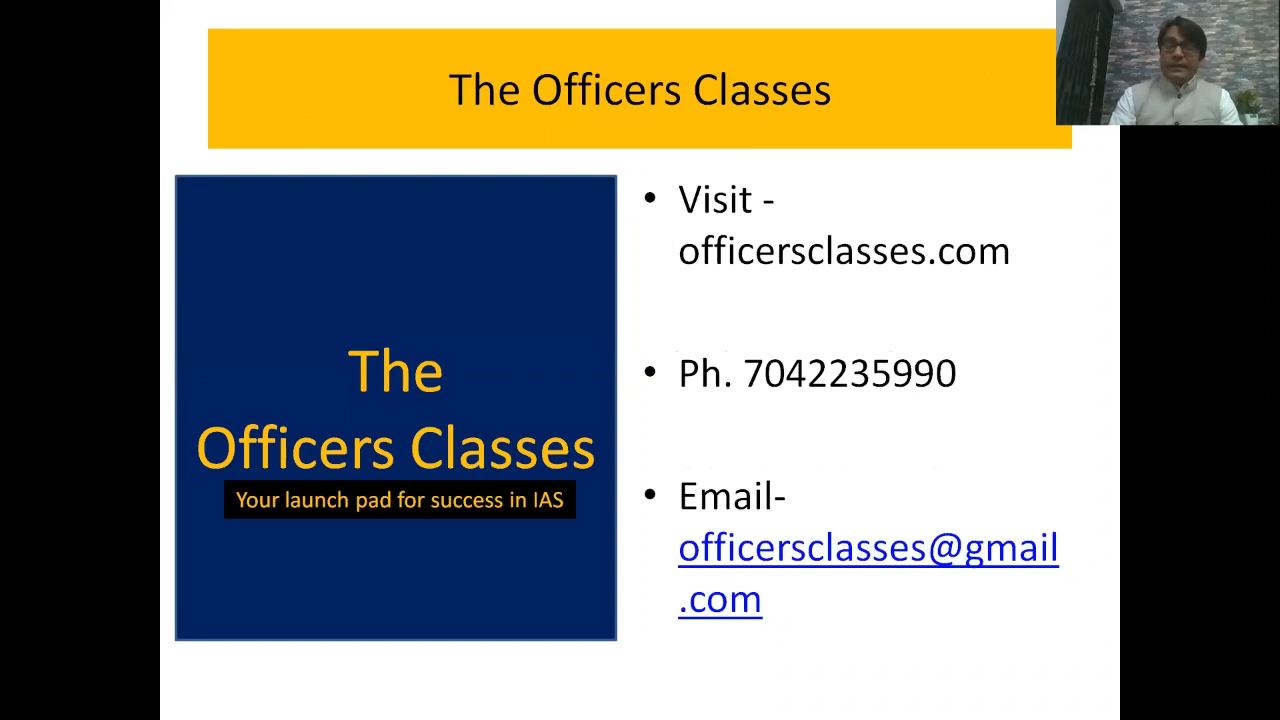 The Officers Classes
The
Officers Classes
Your launch pad for success in IAS
• Visit -
officersclasses.com
• Ph. 7042235990
• Email-
officersclasses@gmail
.com